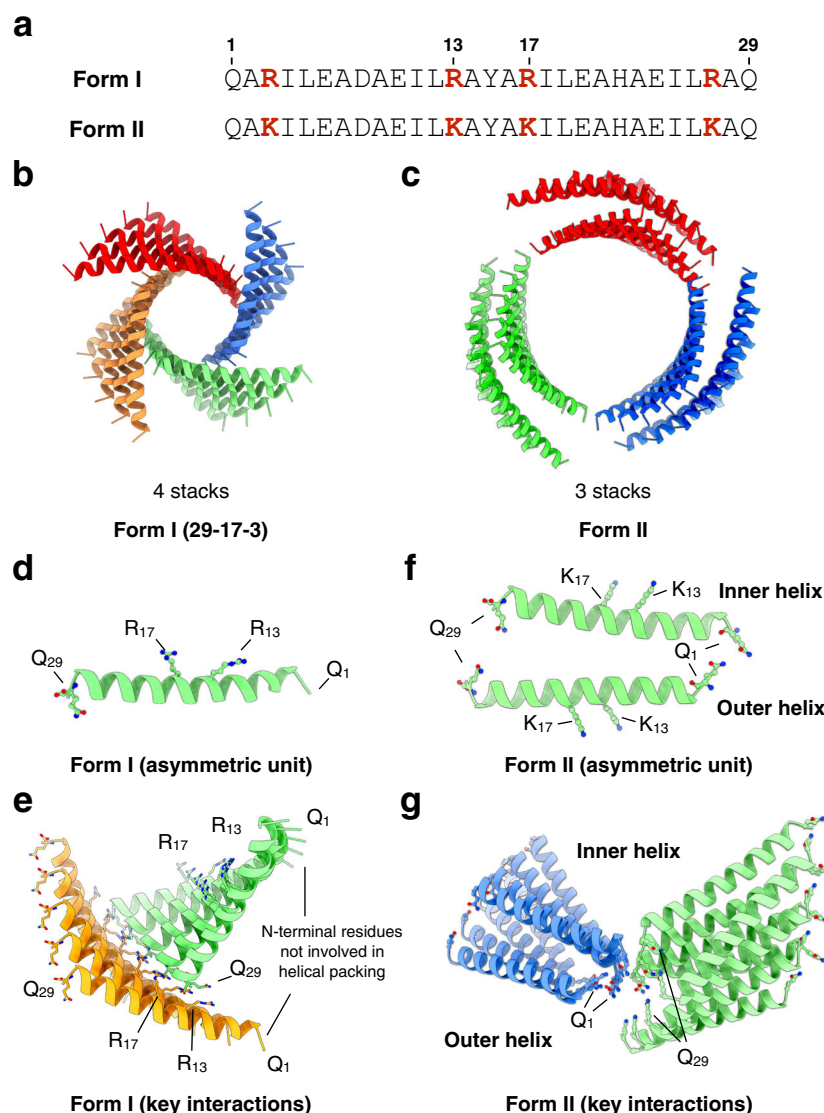 a
1 13 17 29
Form I QARILEADAEILRAYARILEAHAEILRAQ
Form II QAKILEADAEILKAYAKILEAHAEILKAQ
b c
4 stacks 3 stacks
Form I (29-17-3) Form II
d f
K17 K13 Inner helix
R17 R13
Q29 Q29
Q1 Q1
Outer helix
K17 K13
Form I (asymmetric unit) Form II (asymmetric unit)
e g
R17 R13 Q1
Inner helix
N-terminal residues
not involved in
helical packing
Q29 Q29
R17 R13 Q1
Outer helix Q1 Q29
Form I (key interactions) Form II (key interactions)